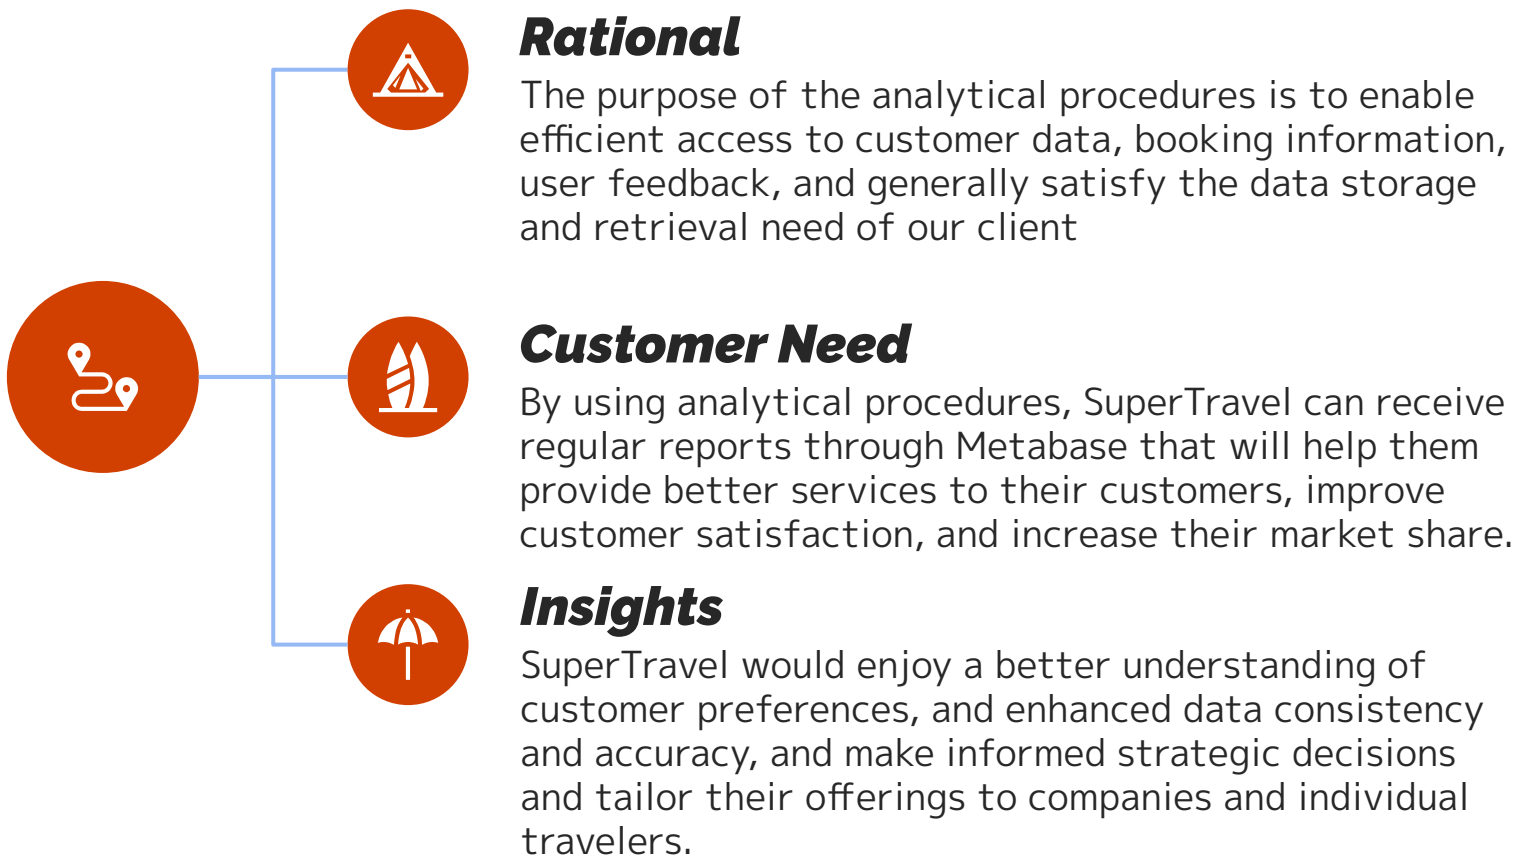 Rational
The purpose of the analytical procedures is to enable
efficient access to customer data, booking information,
user feedback, and generally satisfy the data storage
and retrieval need of our client
Customer Need
By using analytical procedures, SuperTravel can receive
regular reports through Metabase that will help them
provide better services to their customers, improve
customer satisfaction, and increase their market share.
Insights
SuperTravel would enjoy a better understanding of
customer preferences, and enhanced data consistency
and accuracy, and make informed strategic decisions
and tailor their offerings to companies and individual
travelers.